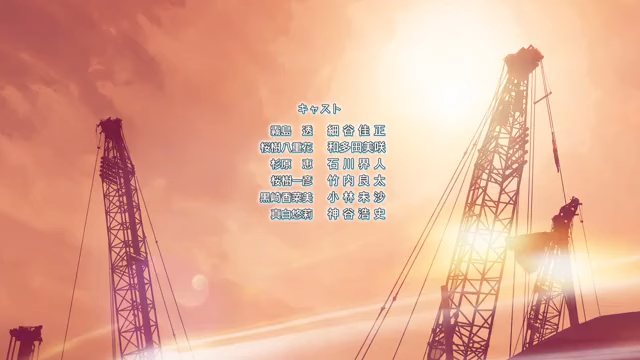 キャスト
霧島 透 細谷佳正
桜樹八重花 和多田美咲
杉原 恵 石川界人
桜樹一彦 竹内良太
黒崎香菜美 小林未沙
真白悠莉 神谷浩史